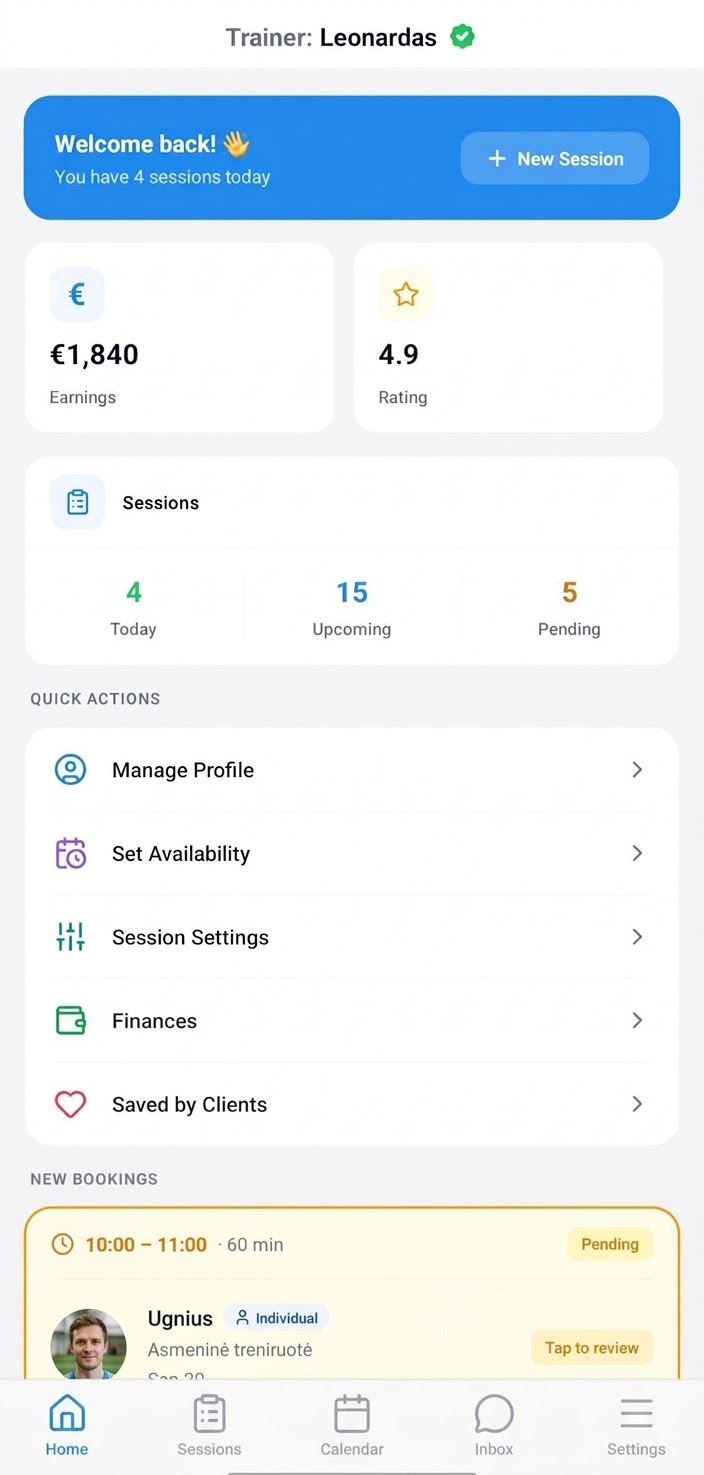 Trainer: Leonardas
Welcome back! 👋
You have 4 sessions today
+ New Session
€
€1,840
Earnings
4.9
Rating
Sessions
4
Today
15
Upcoming
5
Pending
QUICK ACTIONS
Manage Profile
Set Availability
Session Settings
Finances
Saved by Clients
NEW BOOKINGS
10:00 – 11:00 · 60 min
Pending
Ugnius
Individual
Asmeninė treniruotė
Tap to review
Home
Sessions
Calendar
Inbox
Settings